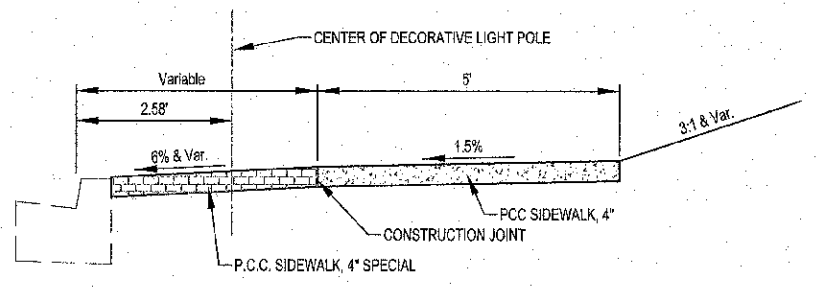 CENTER OF DECORATIVE LIGHT POLE
Variable
5'
2.58'
3:1 & Var.
6% & Var.
1.5%
PCC SIDEWALK, 4"
CONSTRUCTION JOINT
P.C.C. SIDEWALK, 4" SPECIAL